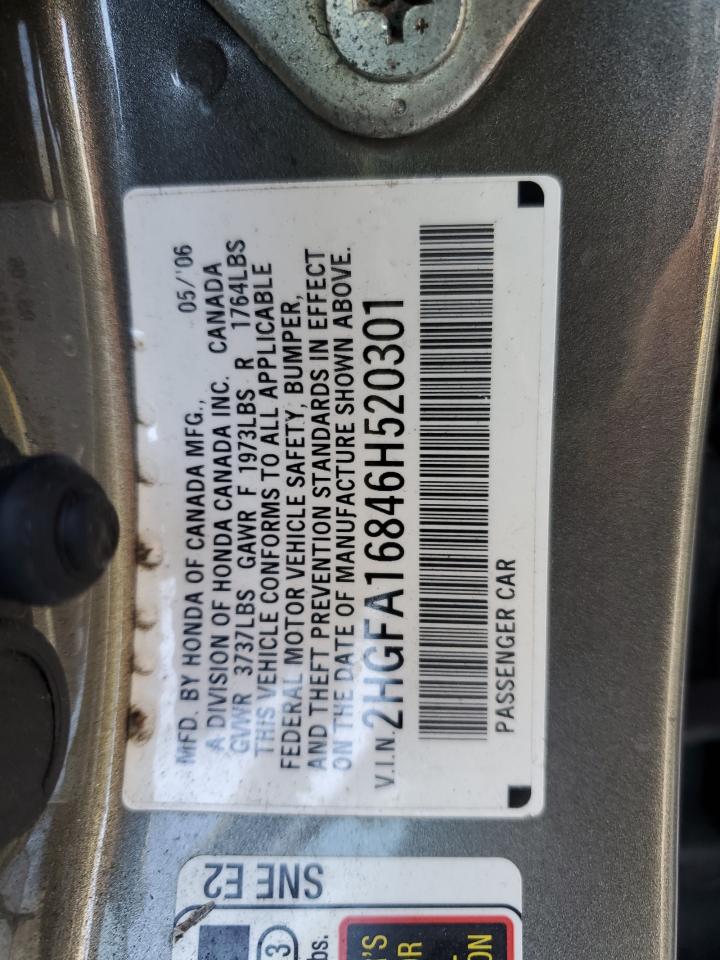 MFD. BY HONDA OF CANADA MFG., 05/'06
A DIVISION OF HONDA CANADA INC. CANADA
GVWR 3737LBS GAWR F 1973LBS R 1764LBS
THIS VEHICLE CONFORMS TO ALL APPLICABLE
FEDERAL MOTOR VEHICLE SAFETY, BUMPER,
AND THEFT PREVENTION STANDARDS IN EFFECT
ON THE DATE OF MANUFACTURE SHOWN ABOVE.
V.I.N. 2HGFA16846H520301
PASSENGER CAR
SNE E2
3
lbs.